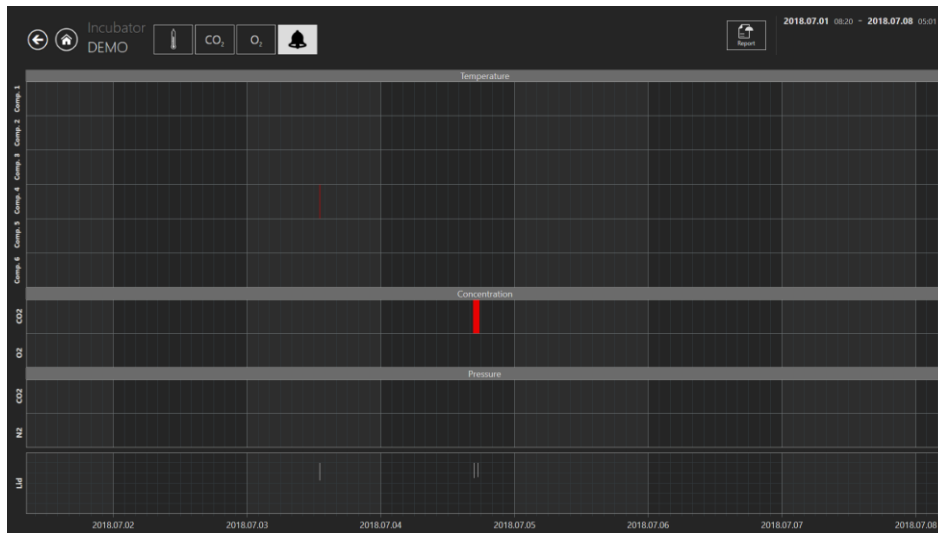 Incubator
DEMO
CO₂
O₂
Report
2018.07.01 08:20 - 2018.07.08 05:01
Temperature
Comp. 1
Comp. 2
Comp. 3
Comp. 4
Comp. 5
Comp. 6
Concentration
CO2
O2
Pressure
CO2
N2
Lid
2018.07.02 2018.07.03 2018.07.04 2018.07.05 2018.07.06 2018.07.07 2018.07.08